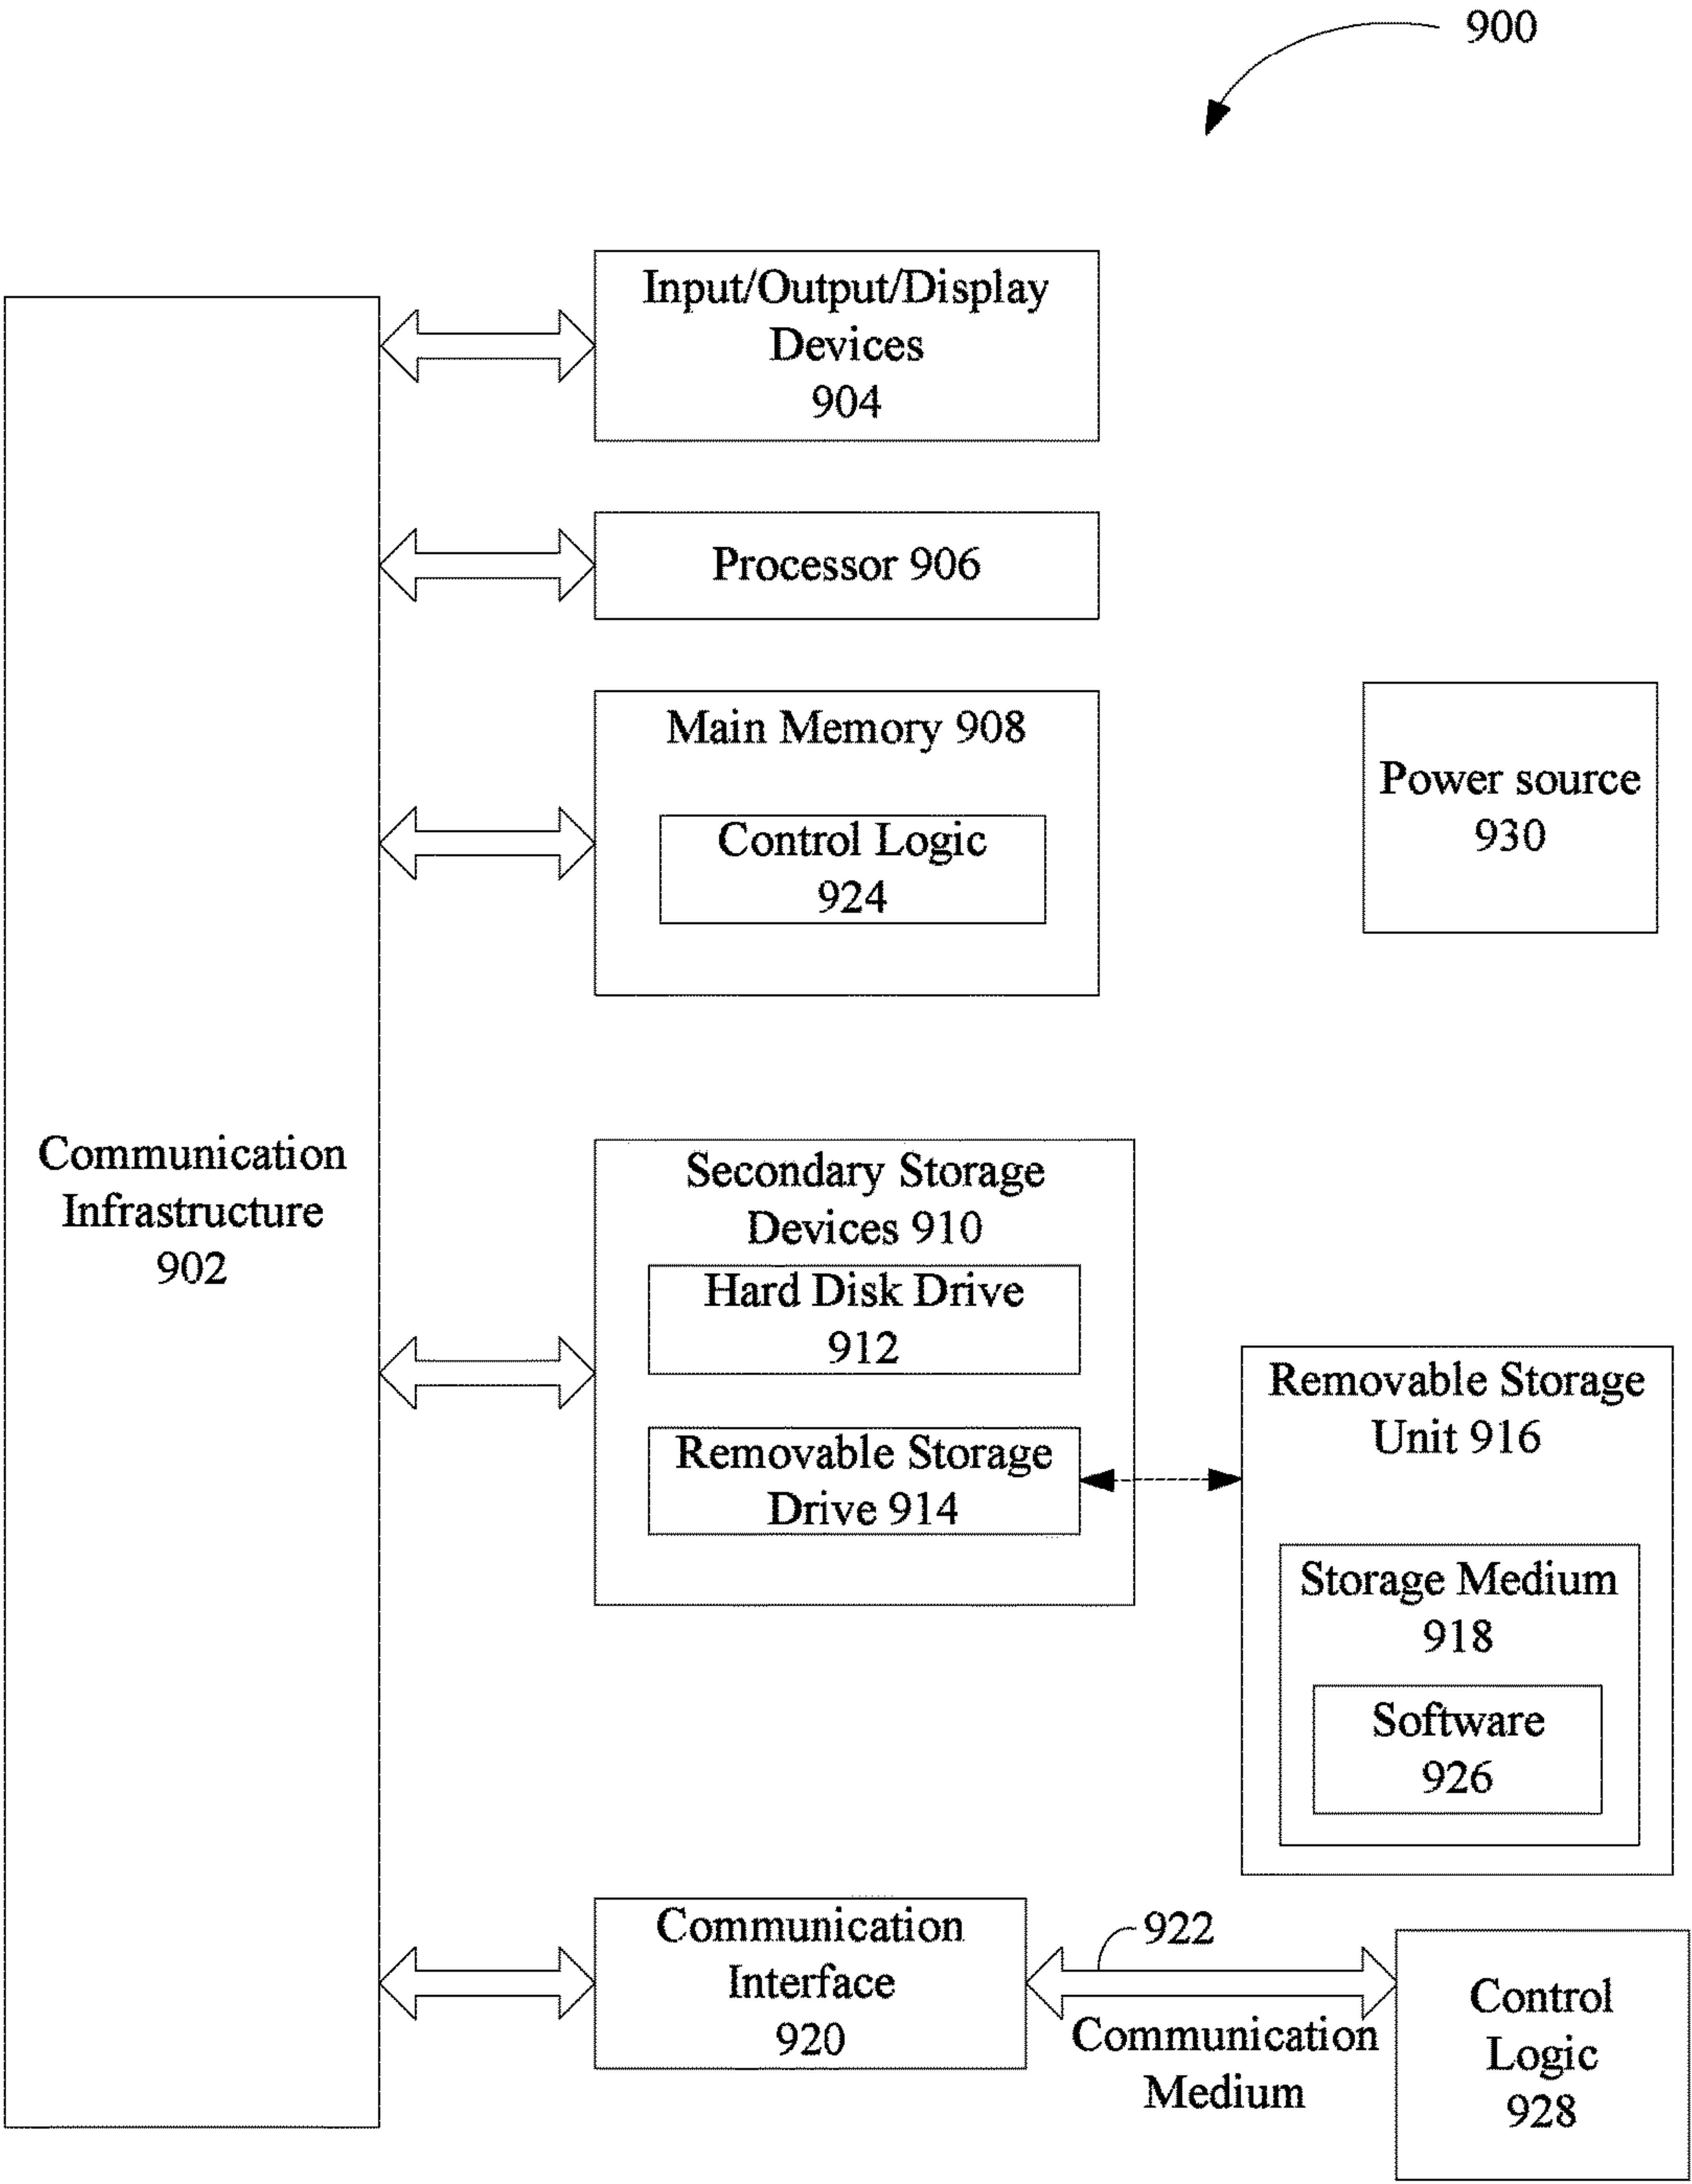 900
Input/Output/Display
Devices
904
Processor 906
Main Memory 908
Control Logic
924
Power source
930
Communication
Infrastructure
902
Secondary Storage
Devices 910
Hard Disk Drive
912
Removable Storage
Drive 914
Removable Storage
Unit 916
Storage Medium
918
Software
926
Communication
Interface
920
922
Communication
Medium
Control
Logic
928